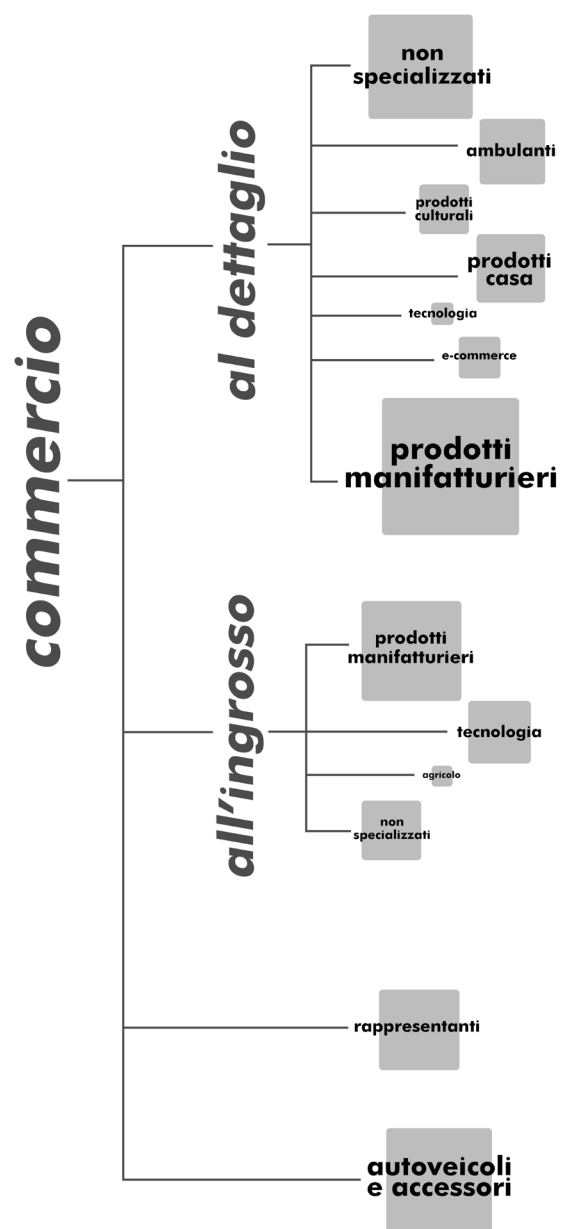 commercio
al dettaglio
non
specializzati
ambulanti
prodotti
culturali
prodotti
casa
tecnologia
e-commerce
prodotti
manifatturieri
all'ingrosso
prodotti
manifatturieri
tecnologia
agricolo
non
specializzati
rappresentanti
autoveicoli
e accessori